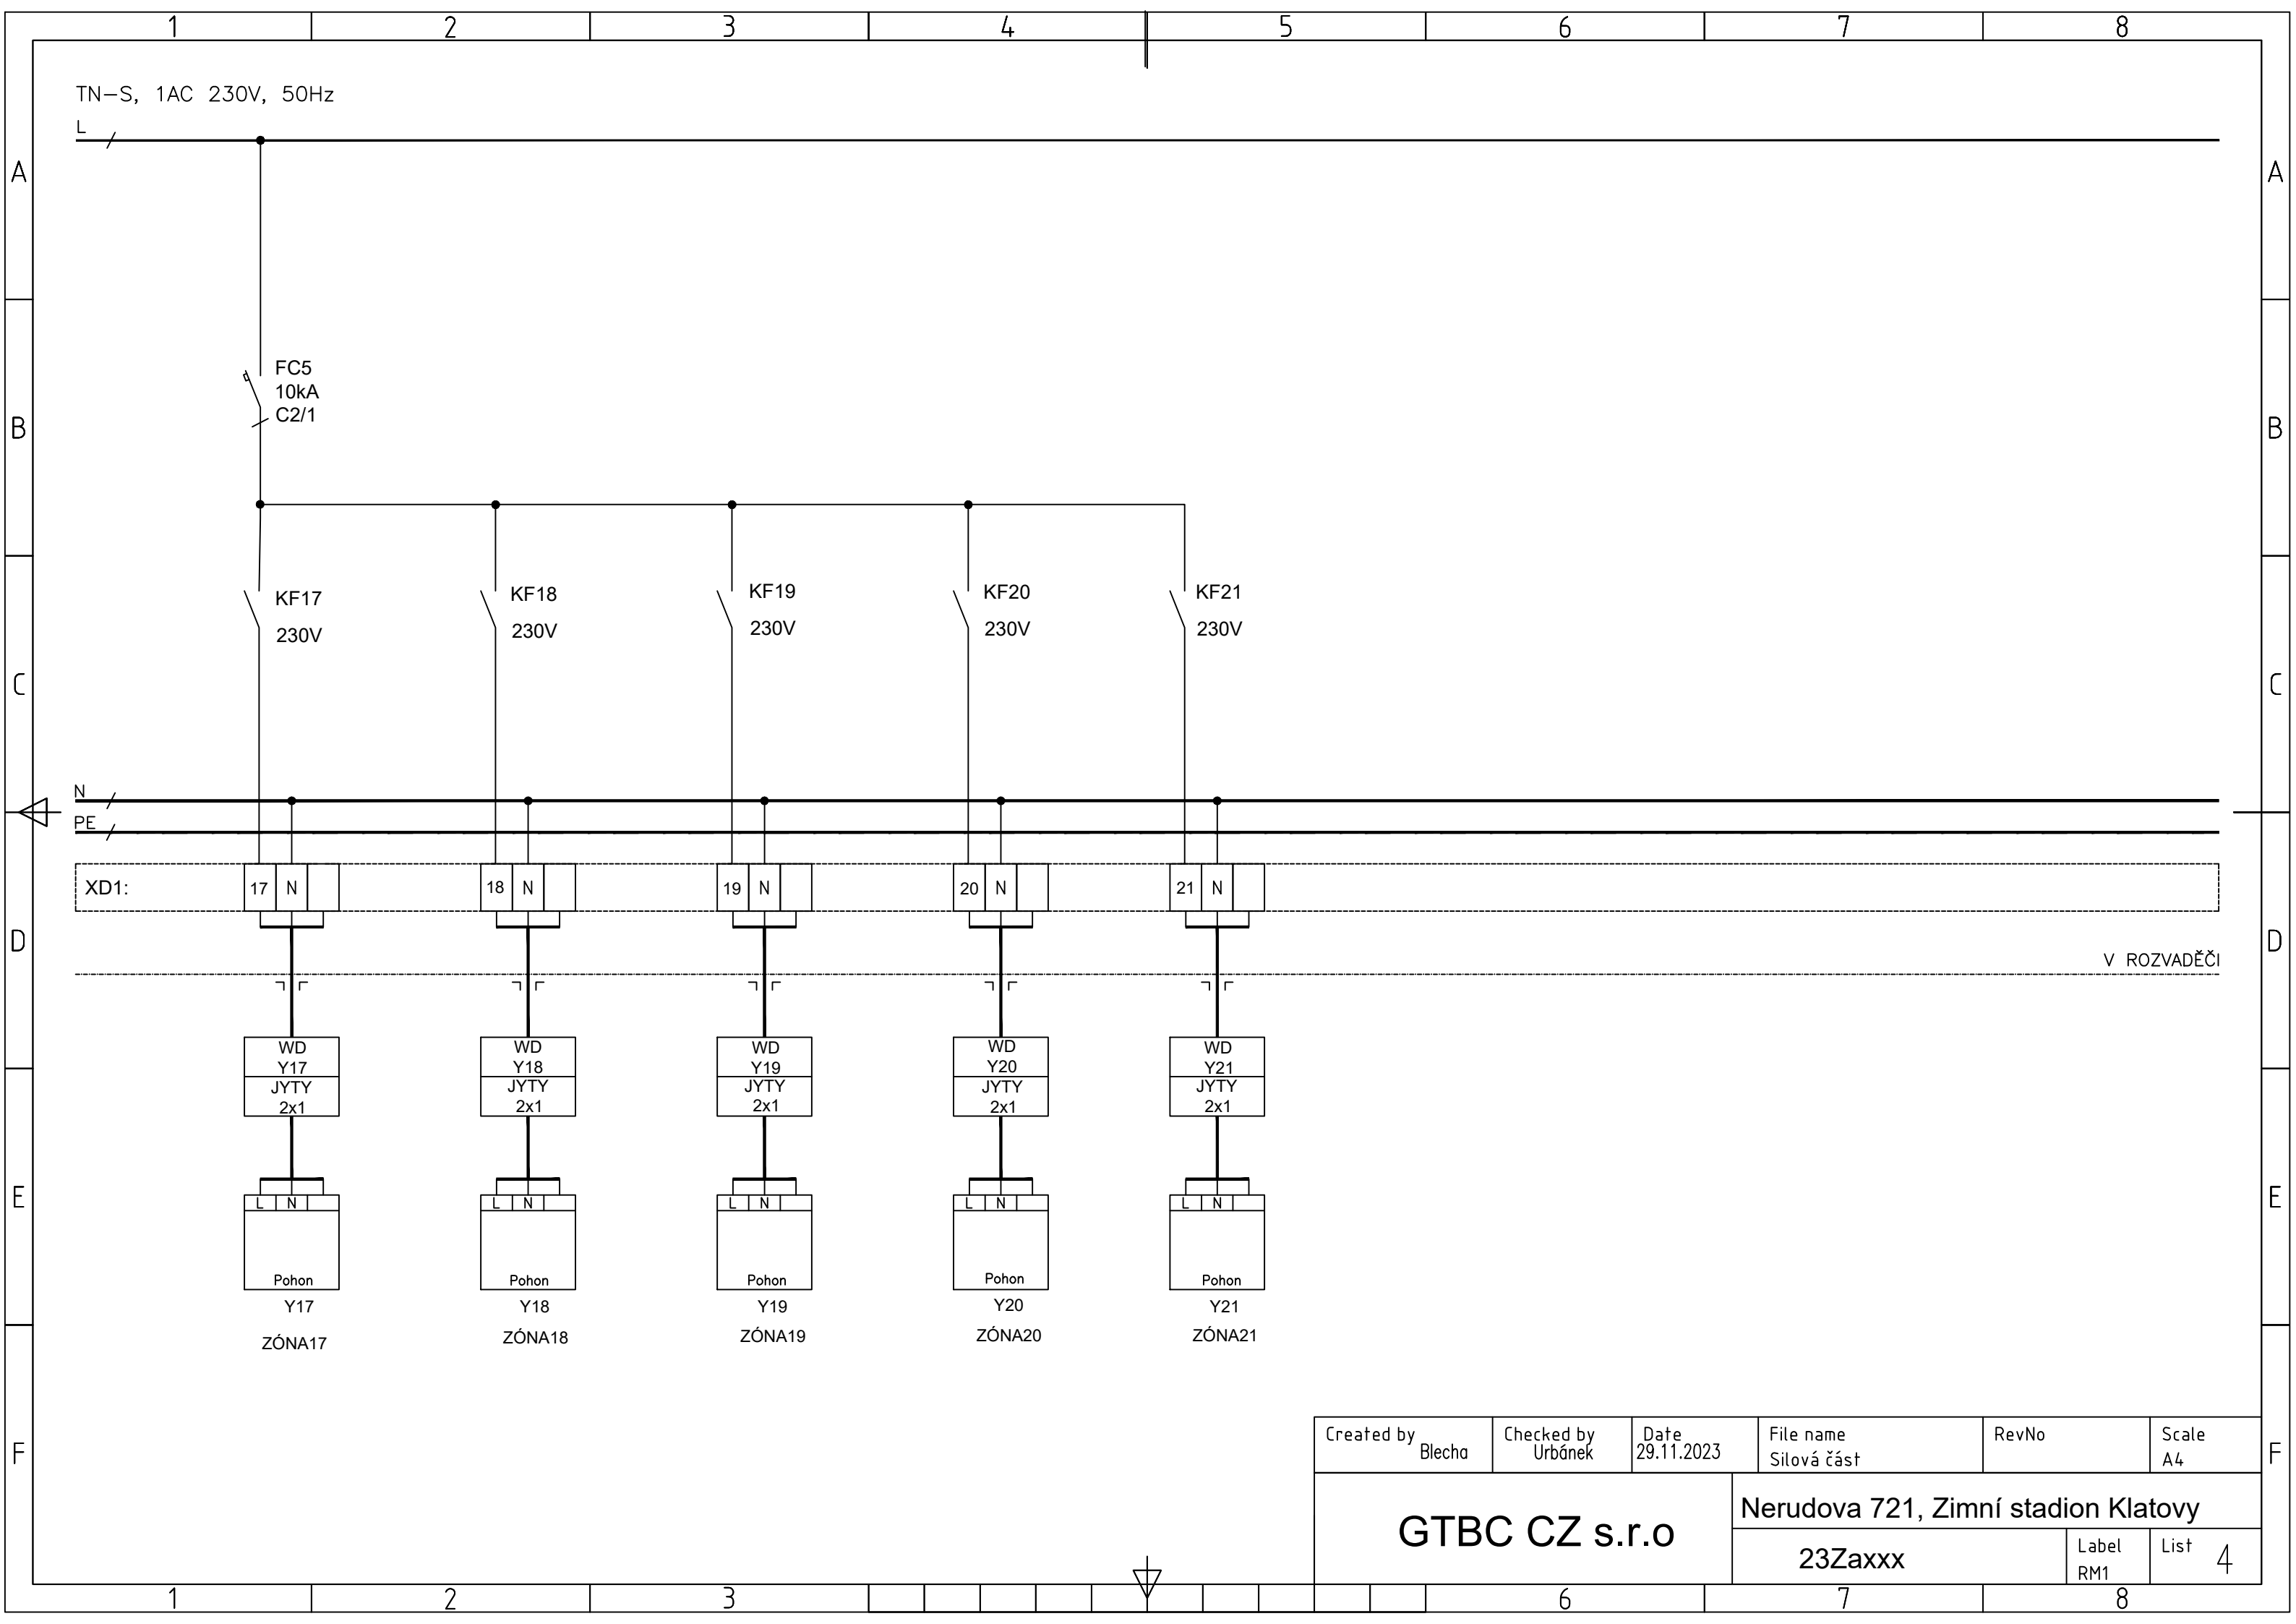 1 2 3 4 5 6 7 8
TN-S, 1AC 230V, 50Hz
L
A A
FC5
10kA
C2/1
B B
KF17 KF18 KF19 KF20 KF21
230V 230V 230V 230V 230V
C C
N
PE
XD1: 17 N 18 N 19 N 20 N 21 N
D D
V ROZVADĚČI
WD WD WD WD WD
Y17 Y18 Y19 Y20 Y21
JYTY JYTY JYTY JYTY JYTY
2x1 2x1 2x1 2x1 2x1
E E
L N L N L N L N L N
Pohon Pohon Pohon Pohon Pohon
Y17 Y18 Y19 Y20 Y21
ZÓNA17 ZÓNA18 ZÓNA19 ZÓNA20 ZÓNA21
F F
Created by Checked by Date File name RevNo Scale
Blecha Urbánek 29.11.2023 Silová část A4
GTBC CZ s.r.o
Nerudova 721, Zimní stadion Klatovy
23Zaxxx
Label
RM1
List 4
1 2 3 6 7 8